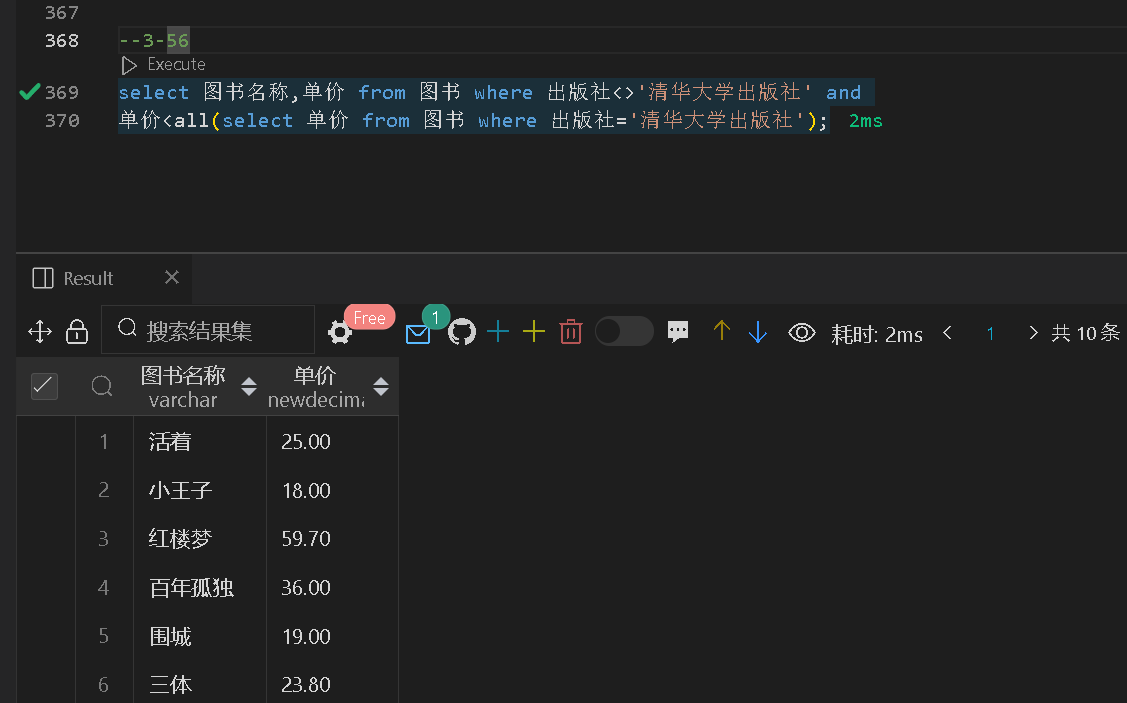 367
368 --3-56
Execute
369 select 图书名称,单价 from 图书 where 出版社<>'清华大学出版社' and
370 单价<all(select 单价 from 图书 where 出版社='清华大学出版社'); 2ms
Result
搜索结果集 Free 1 耗时: 2ms 1 共 10 条
图书名称 单价
varchar newdecima
1 活着 25.00
2 小王子 18.00
3 红楼梦 59.70
4 百年孤独 36.00
5 围城 19.00
6 三体 23.80